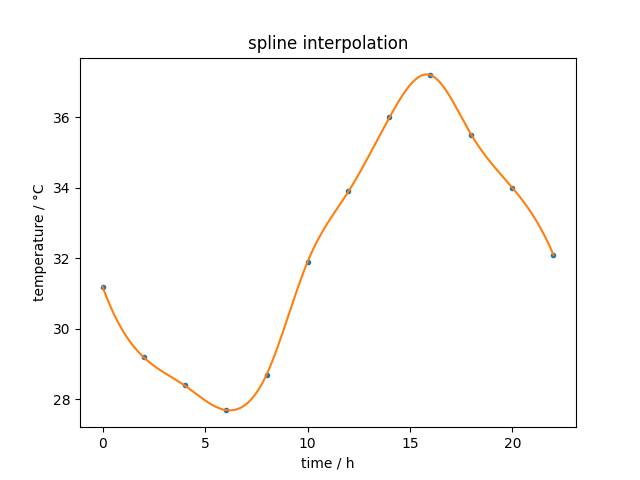 spline interpolation
temperature / °C
36
34
32
30
28
0 5 10 15 20
time / h